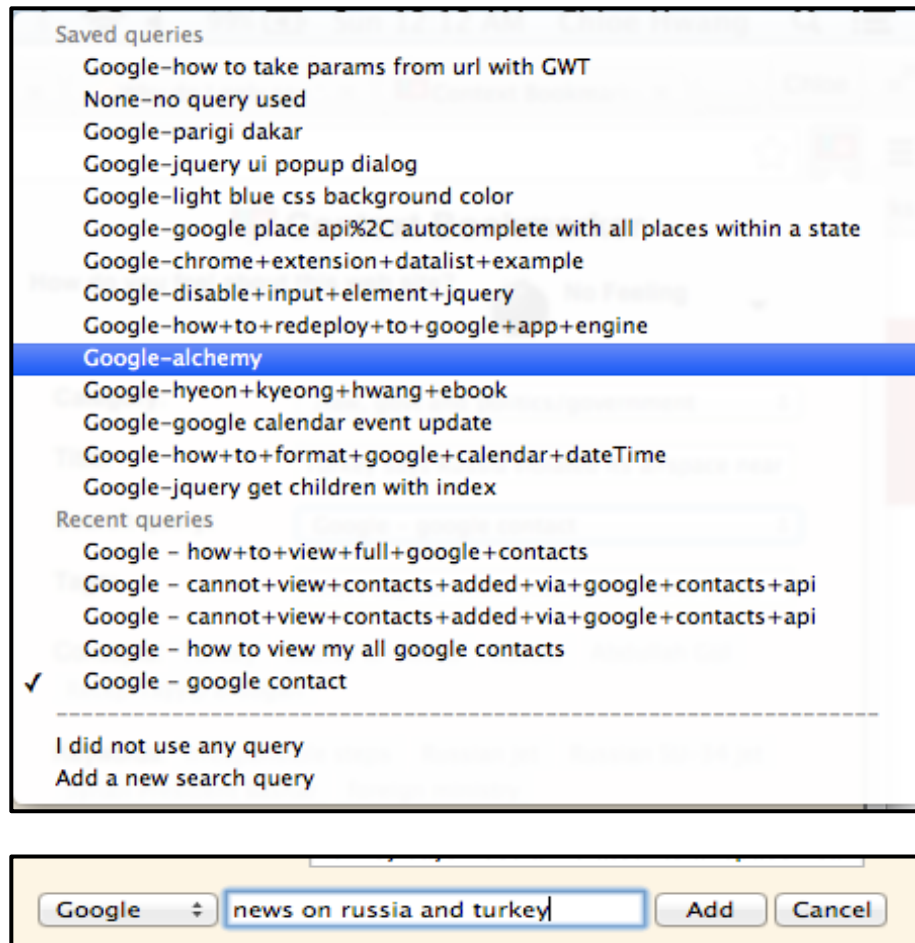 Saved queries
Google-how to take params from url with GWT
None-no query used
Google-parigi dakar
Google-jquery ui popup dialog
Google-light blue css background color
Google-google place api%2C autocomplete with all places within a state
Google-chrome+extension+datalist+example
Google-disable+input+element+jquery
Google-how+to+redeploy+to+google+app+engine
Google-alchemy
Google-hyeon+kyeong+hwang+ebook
Google-google calendar event update
Google-how+to+format+google+calendar+dateTime
Google-jquery get children with index
Recent queries
Google - how+to+view+full+google+contacts
Google - cannot+view+contacts+added+via+google+contacts+api
Google - cannot+view+contacts+added+via+google+contacts+api
Google - how to view my all google contacts
✓ Google - google contact
I did not use any query
Add a new search query
Google news on russia and turkey Add Cancel